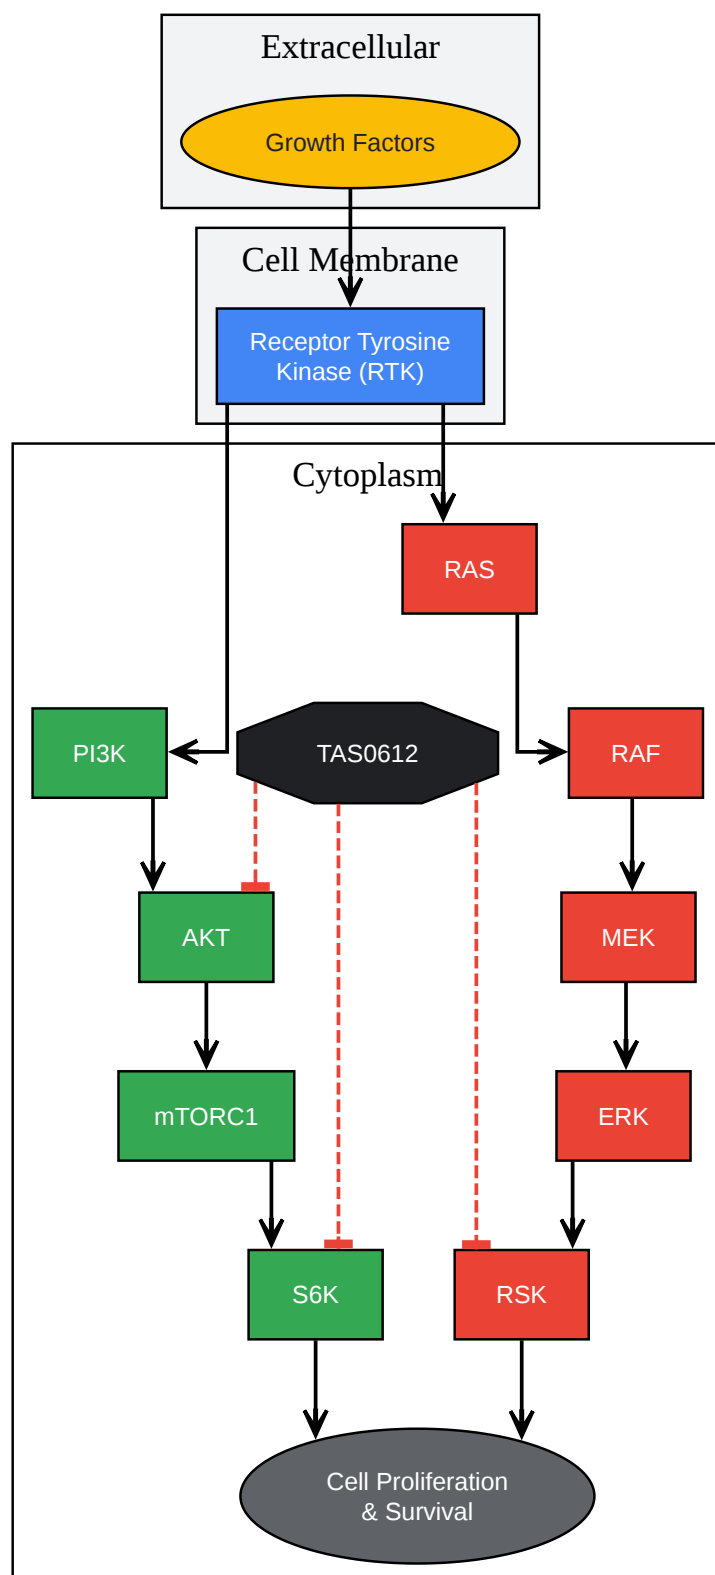 Extracellular
Growth Factors
Cell Membrane
Receptor Tyrosine
Kinase (RTK)
Cytoplasm
RAS
PI3K
TAS0612
RAF
AKT
MEK
mTORC1
ERK
S6K
RSK
Cell Proliferation
& Survival